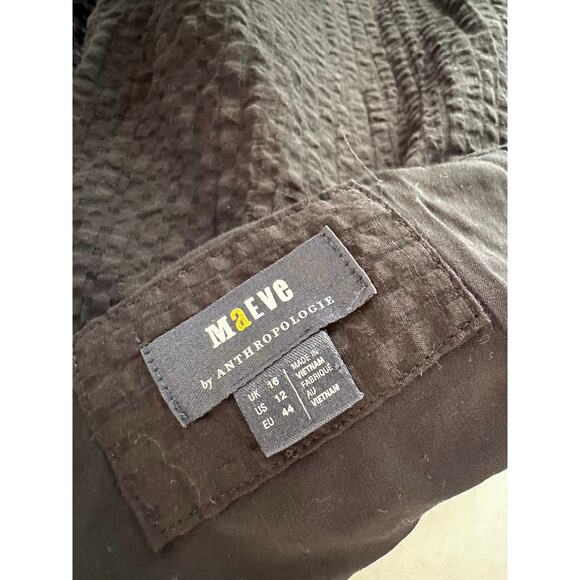 MaEVe
by ANTHROPOLOGIE
UK 16
US 12
EU 44
MADE IN
VIETNAM
FABRIQUÉ
AU
VIETNAM